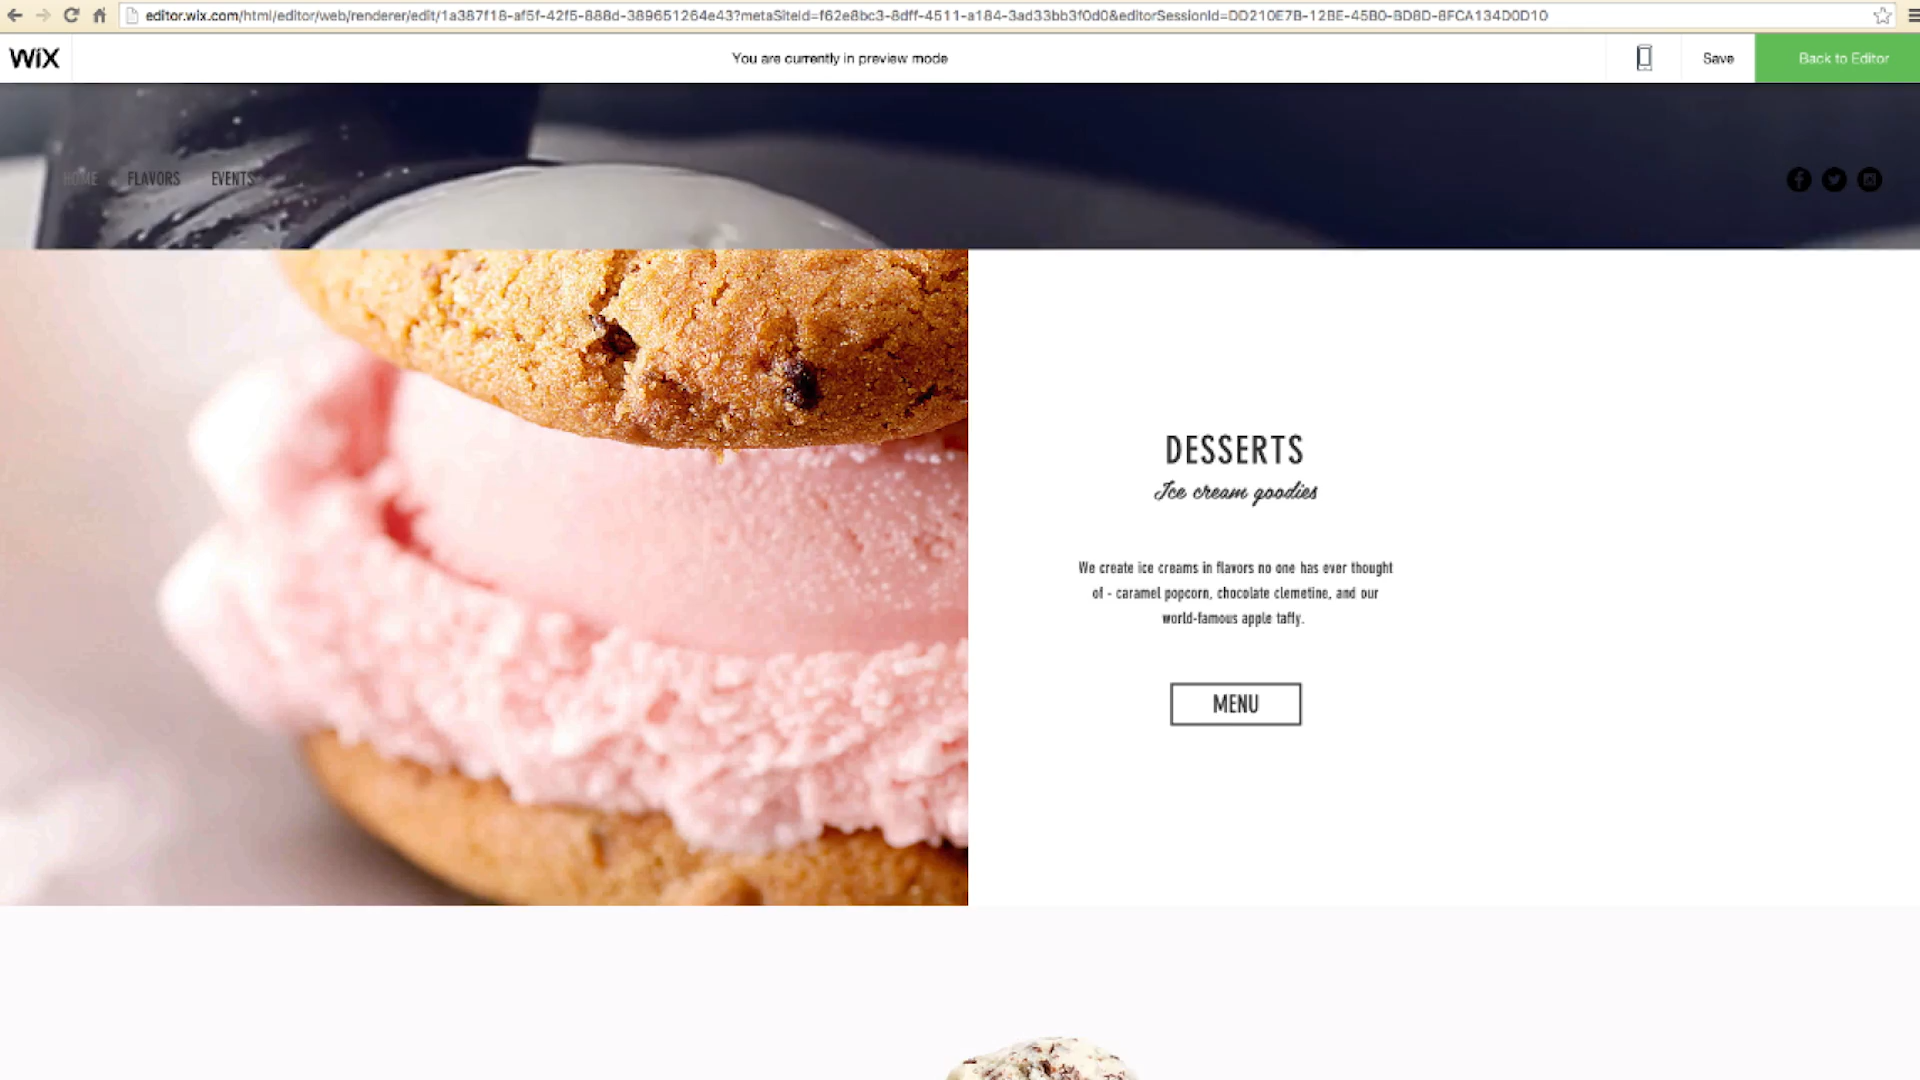 editor.wix.com/html/editor/web/renderer/edit/1a387f18-af5f-42f5-888d-389651264e43?metaSiteId=f62e8bc3-8dff-4511-a184-3ad33bb3f0d0&editorSessionId=DD210E7B-12BE-45B0-BD8D-8FCA134D0D10
WiX
You are currently in preview mode
Save
Back to Editor
HOME FLAVORS EVENTS
DESSERTS
Ice cream goodies
We create ice creams in flavors no one has ever thought
of - caramel popcorn, chocolate clemetine, and our
world-famous apple taffy.
MENU